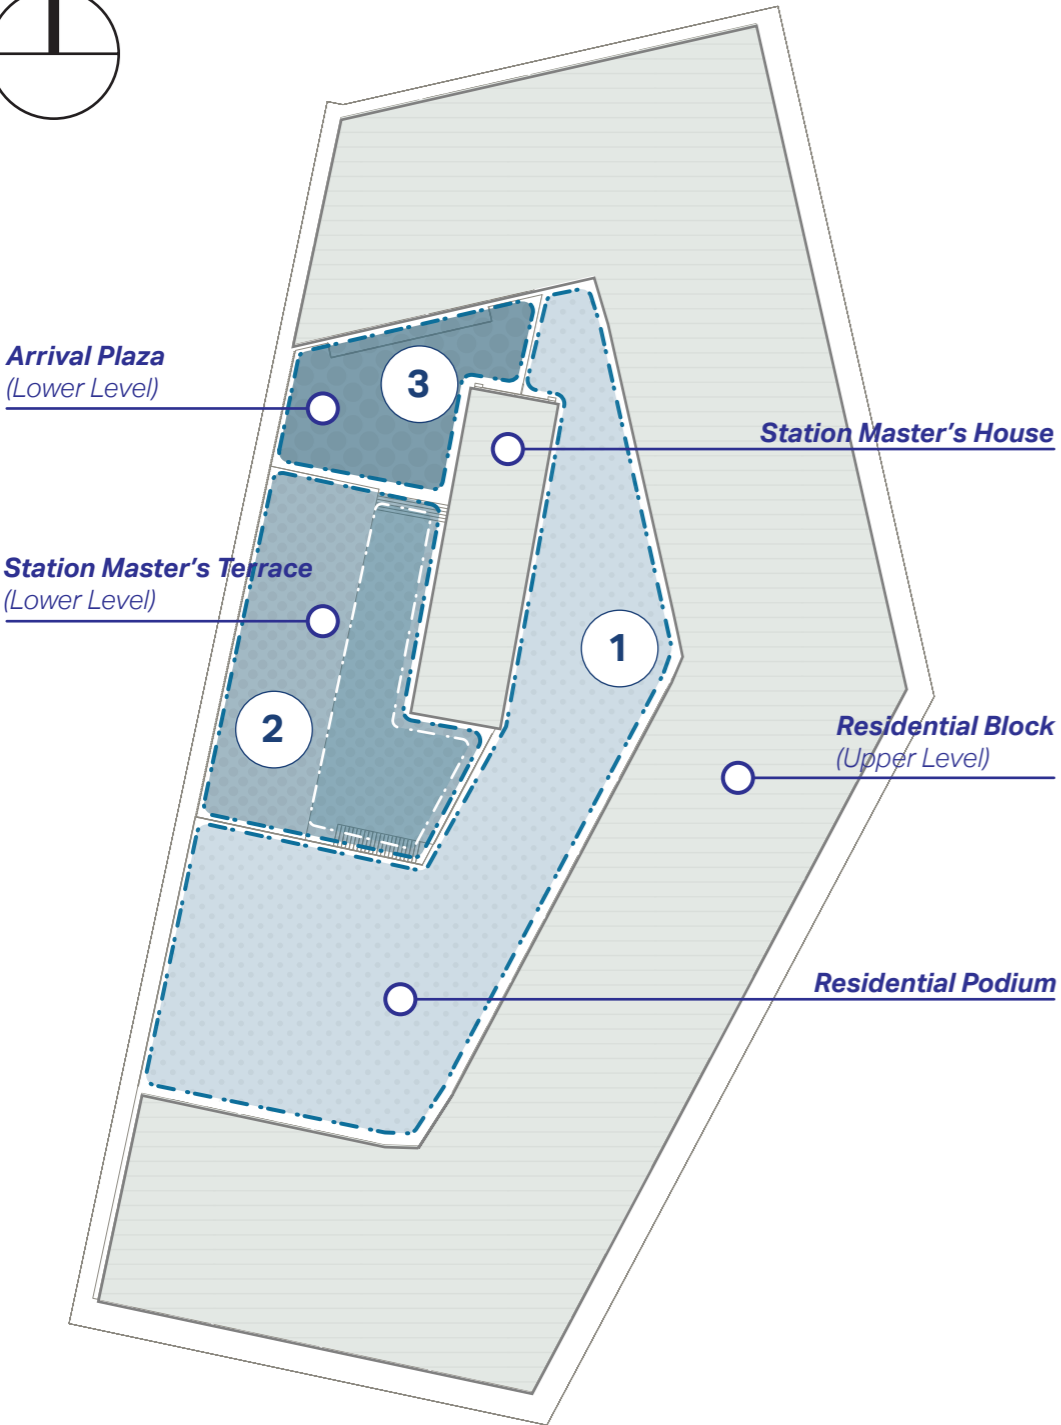 Arrival Plaza
(Lower Level)
3
Station Master's House
Station Master's Terrace
(Lower Level)
1
2
Residential Block
(Upper Level)
Residential Podium